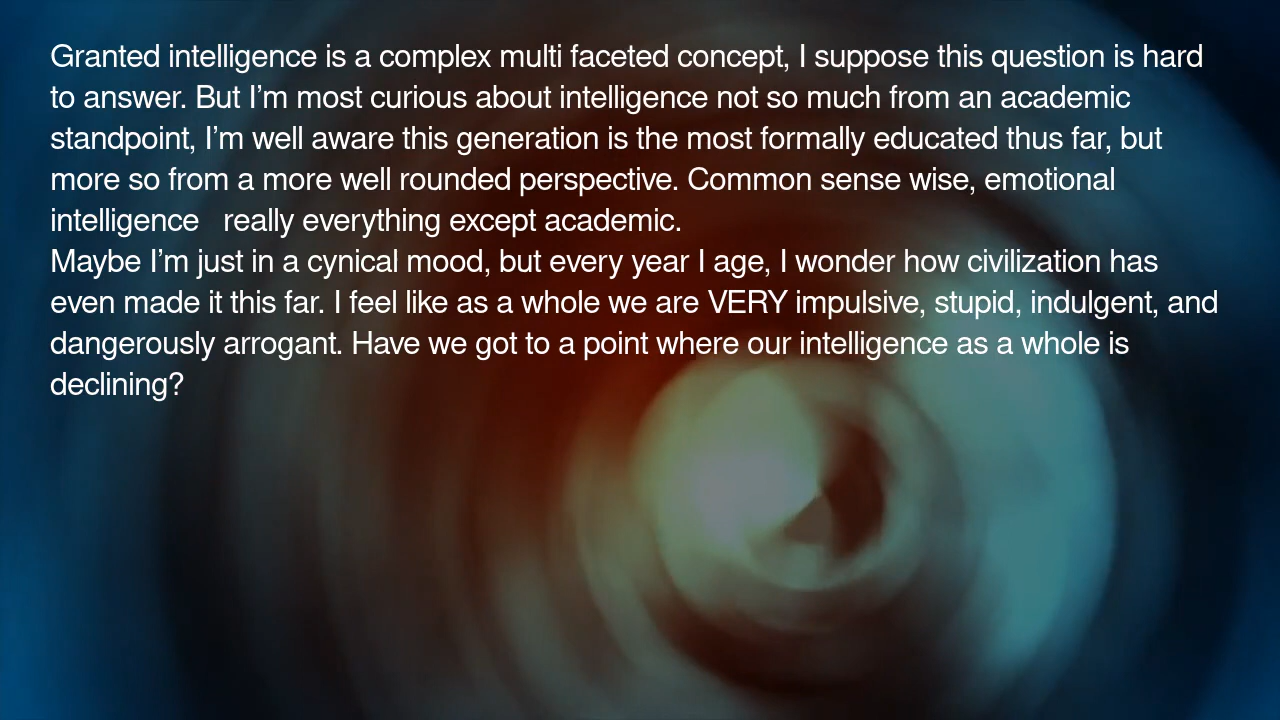 Granted intelligence is a complex multi faceted concept, I suppose this question is hard
to answer. But I’m most curious about intelligence not so much from an academic
standpoint, I’m well aware this generation is the most formally educated thus far, but
more so from a more well rounded perspective. Common sense wise, emotional
intelligence   really everything except academic.
Maybe I’m just in a cynical mood, but every year I age, I wonder how civilization has
even made it this far. I feel like as a whole we are VERY impulsive, stupid, indulgent, and
dangerously arrogant. Have we got to a point where our intelligence as a whole is
declining?